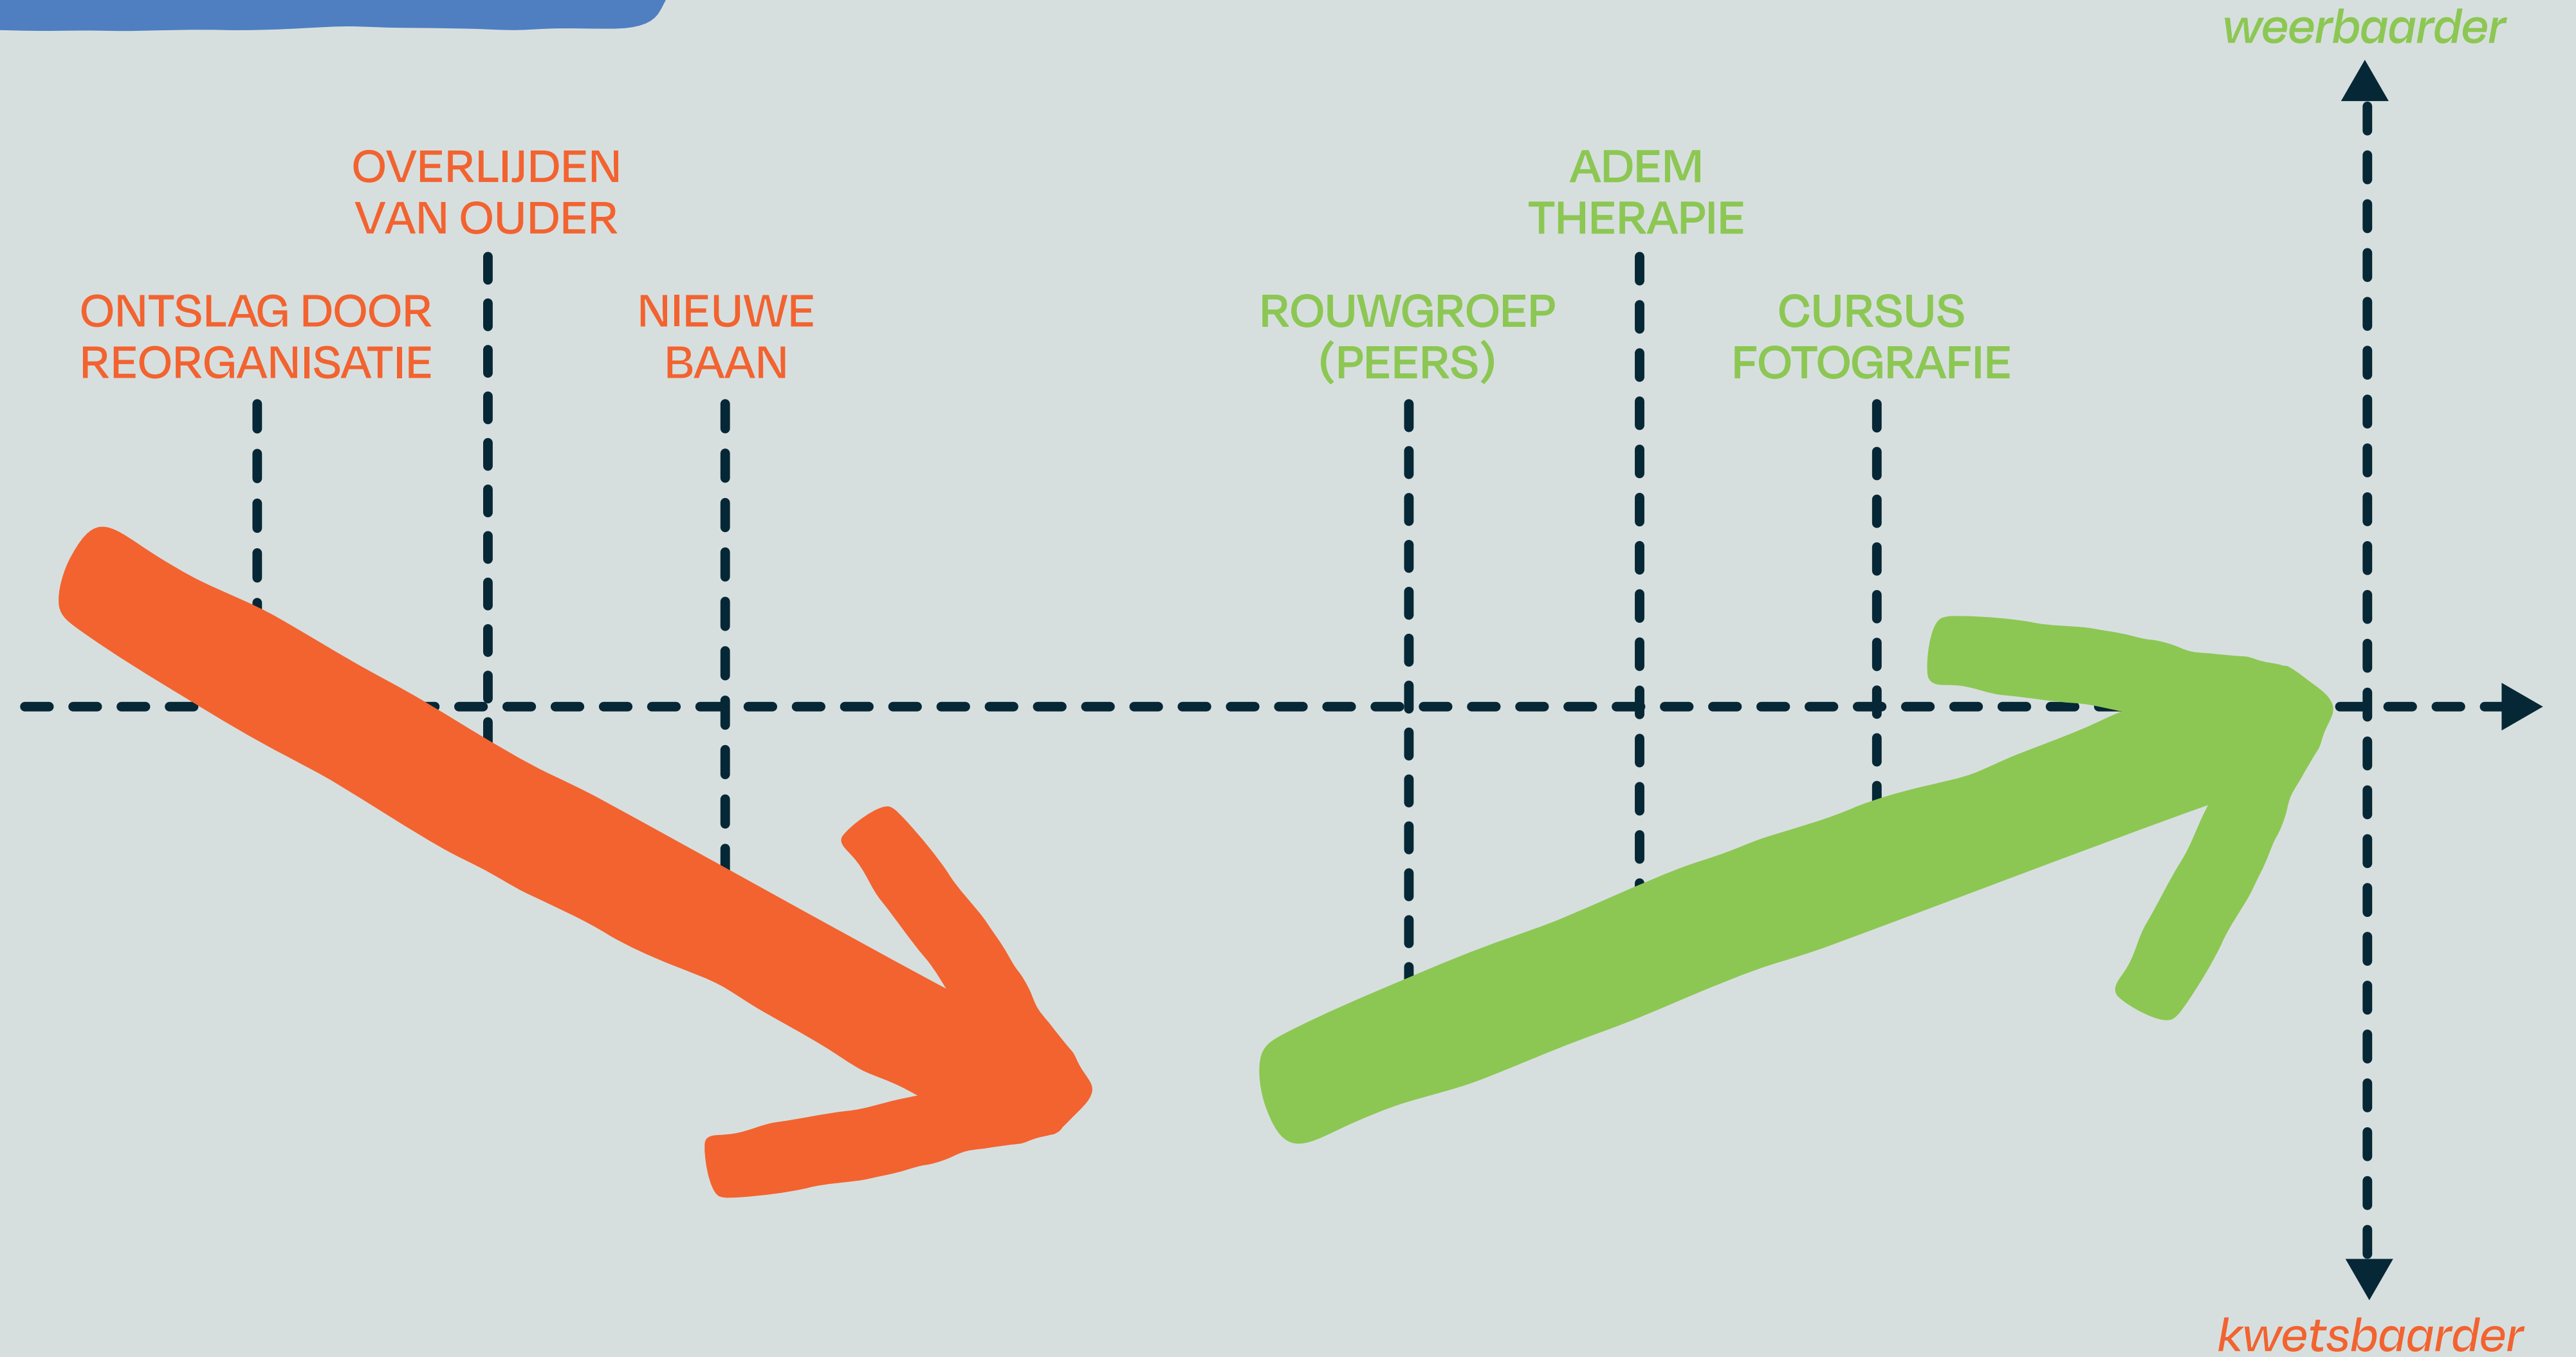 weerbaarder
OVERLIJDEN
VAN OUDER
ONTSLAG DOOR
REORGANISATIE
NIEUWE
BAAN
ADEM
THERAPIE
ROUWGROEP
(PEERS)
CURSUS
FOTOGRAFIE
kwetsbaarder